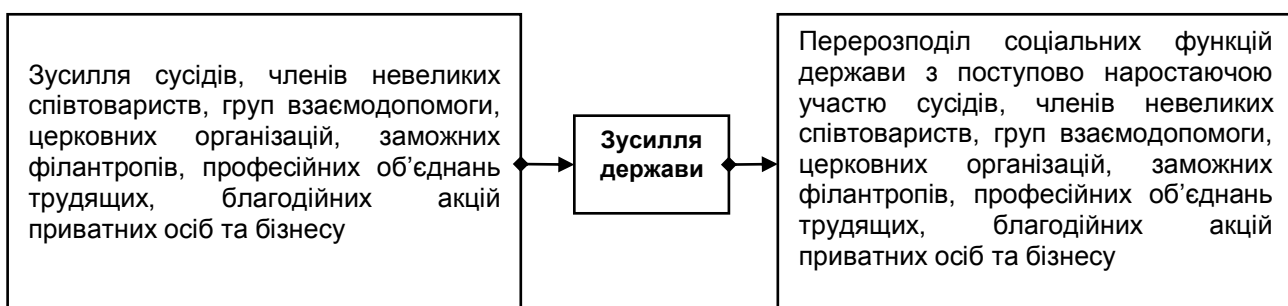 Зусилля сусідів, членів невеликих
співтовариств, груп взаємодопомоги,
церковних організацій, заможних
філантропів, професійних об’єднань
трудящих, благодійних акцій
приватних осіб та бізнесу
Зусилля
держави
Перерозподіл соціальних функцій
держави з поступово наростаючою
участю сусідів, членів невеликих
співтовариств, груп взаємодопомоги,
церковних організацій, заможних
філантропів, професійних об’єднань
трудящих, благодійних акцій
приватних осіб та бізнесу